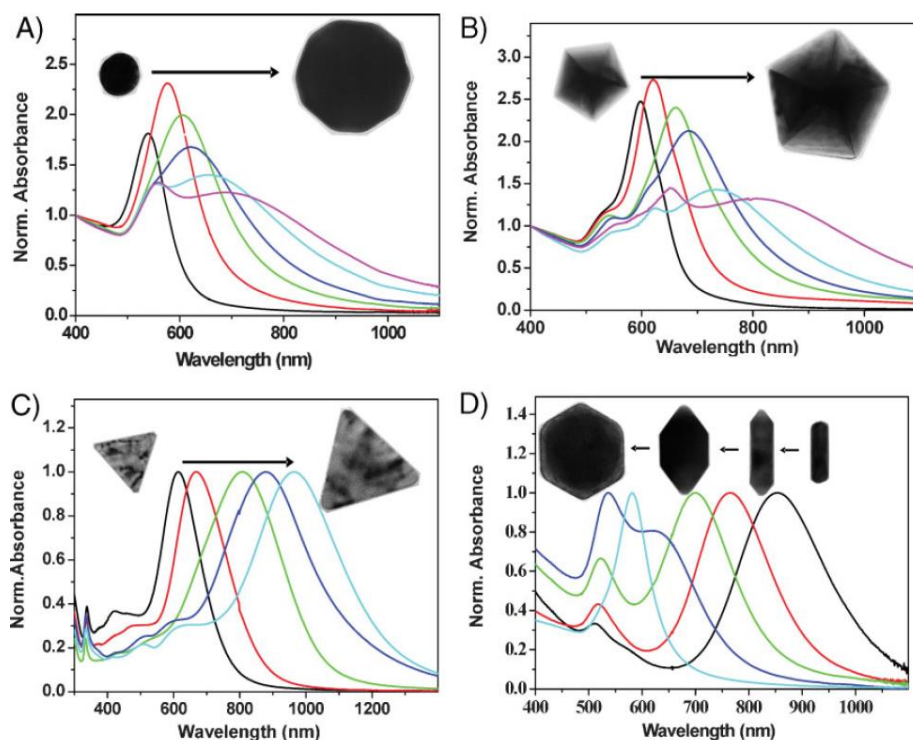 A)
2.5
2.0
1.5
1.0
0.5
0.0
400 600 800 1000
Wavelength (nm)
Norm. Absorbance
B)
3.0
2.5
2.0
1.5
1.0
0.5
0.0
400 600 800 1000
Wavelength (nm)
Norm. Absorbance
C)
1.2
1.0
0.8
0.6
0.4
0.2
0.0
400 600 800 1000 1200
Wavelength (nm)
Norm.Absorbance
D)
1.4
1.2
1.0
0.8
0.6
0.4
0.2
0.0
400 500 600 700 800 900 1000
Wavelength (nm)
Norm. Absorbance